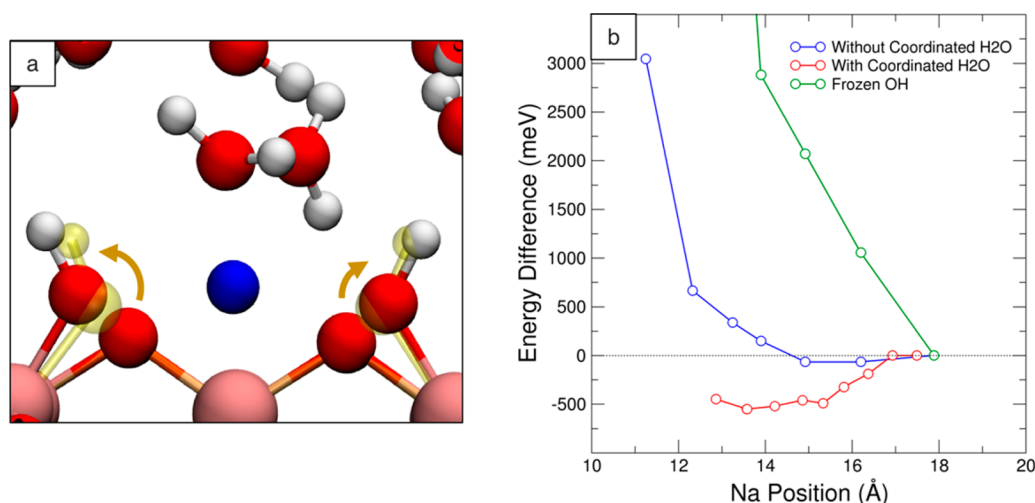 a
b
Without Coordinated H2O
With Coordinated H2O
Frozen OH
Energy Difference (meV)
3000
2500
2000
1500
1000
500
0
-500
10
12
14
16
18
20
Na Position (Å)